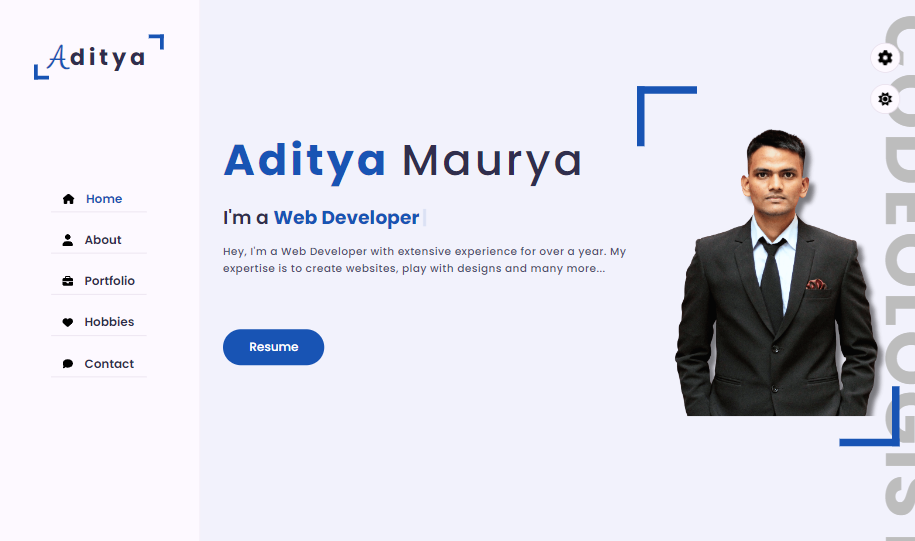 Aditya
Home
About
Portfolio
Hobbies
Contact
Aditya Maurya
I'm a Web Developer
Hey, I'm a Web Developer with extensive experience for over a year. My
expertise is to create websites, play with designs and many more...
Resume
CODEOLOGIST